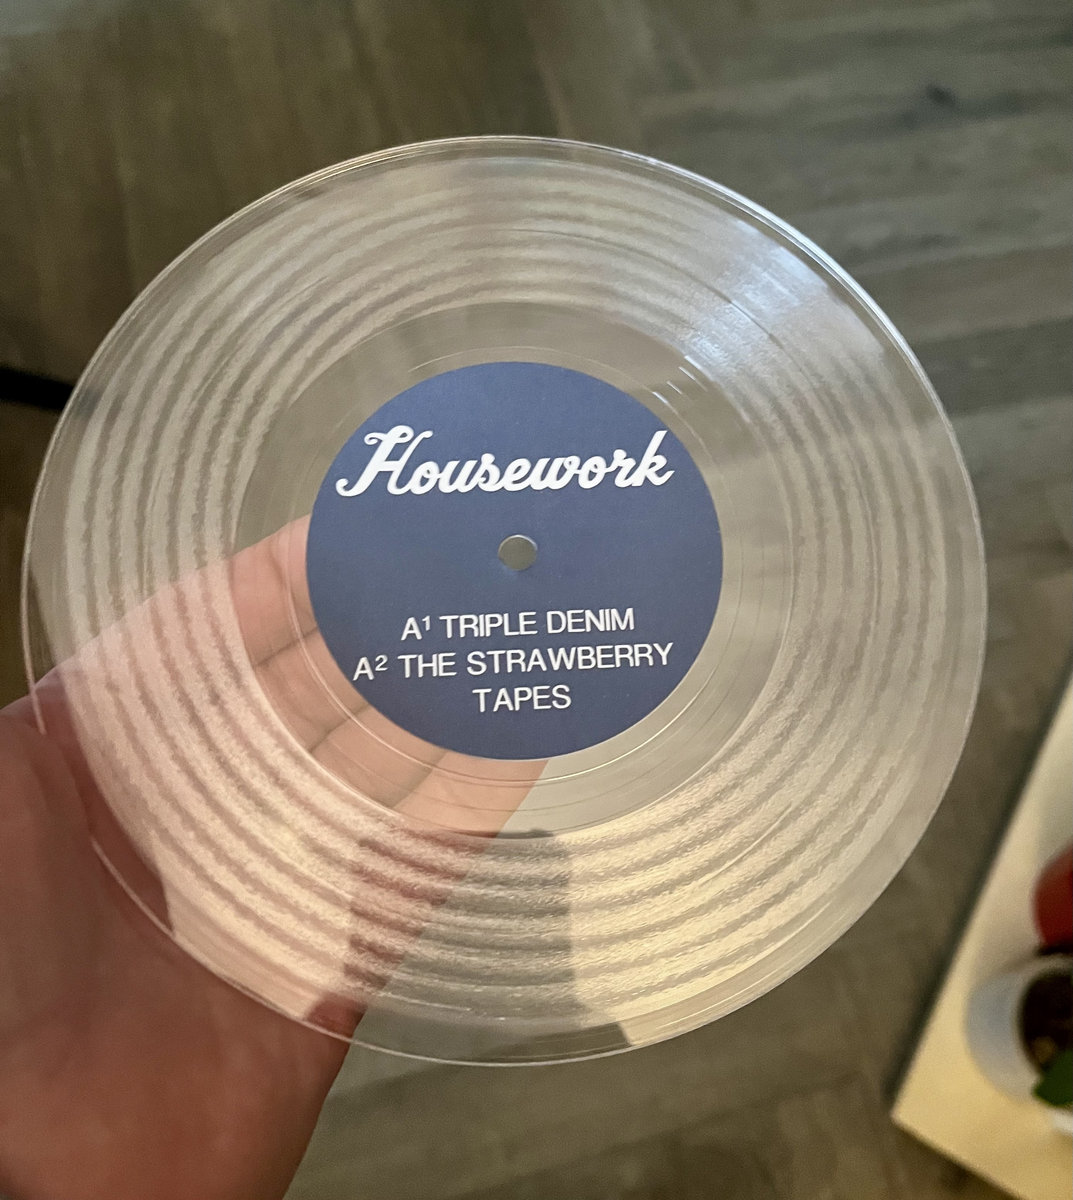 Housework
A¹ TRIPLE DENIM
A² THE STRAWBERRY
TAPES